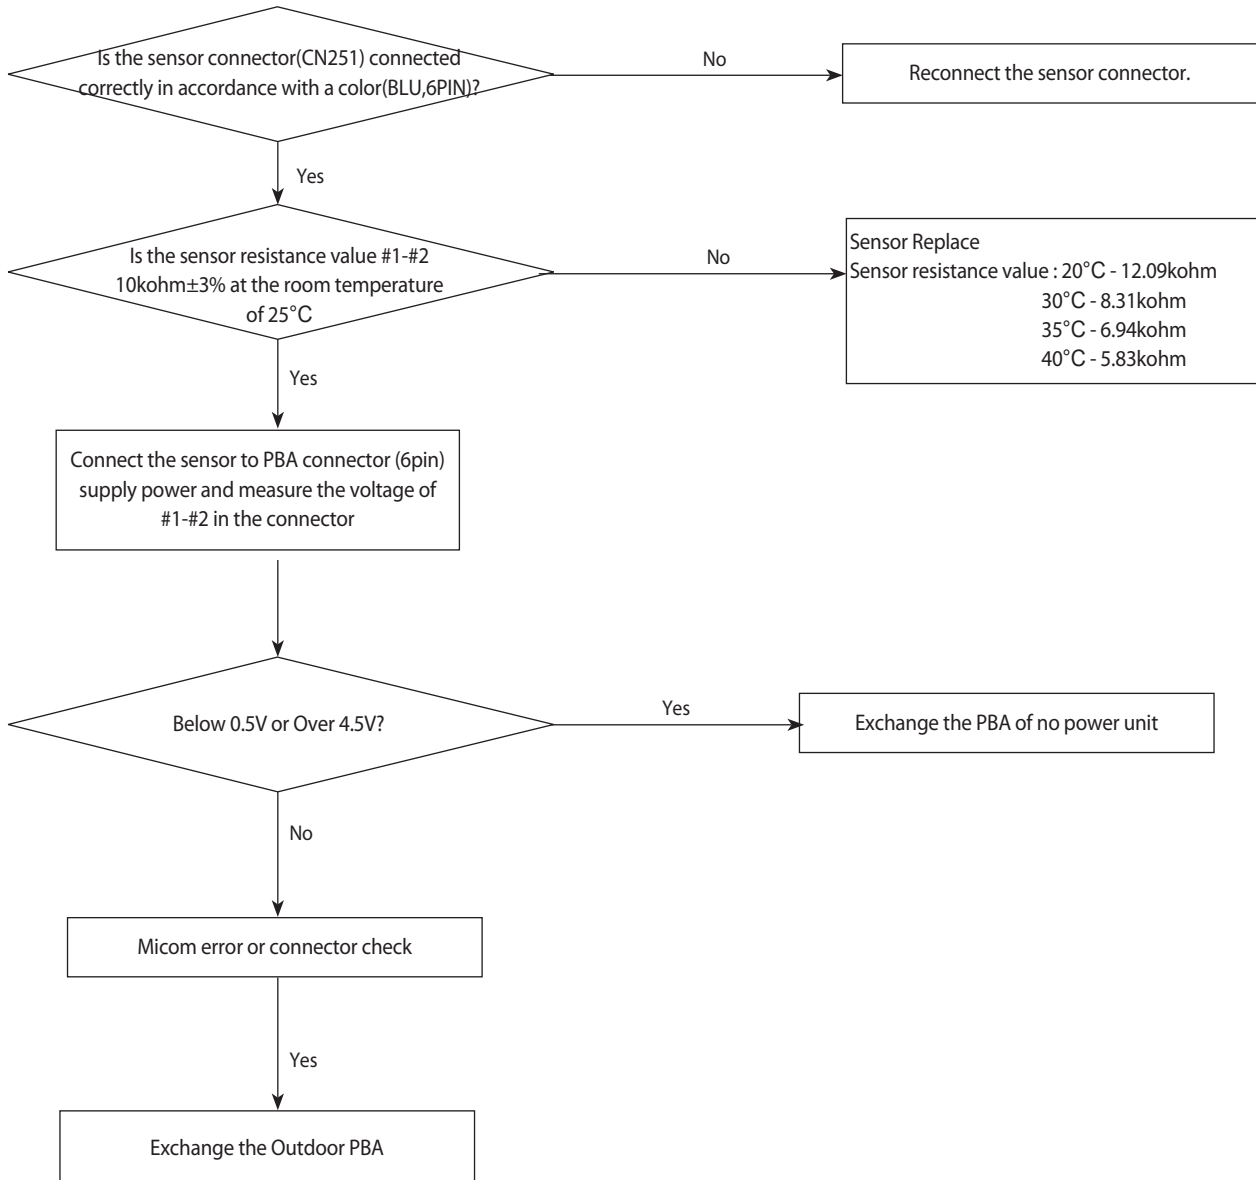 Is the sensor connector(CN251) connected
correctly in accordance with a color(BLU,6PIN)?
No
Reconnect the sensor connector.
Yes
Is the sensor resistance value #1-#2
10kohm±3% at the room temperature
of 25°C
No
Sensor Replace
Sensor resistance value : 20°C - 12.09kohm
30°C - 8.31kohm
35°C - 6.94kohm
40°C - 5.83kohm
Yes
Connect the sensor to PBA connector (6pin)
supply power and measure the voltage of
#1-#2 in the connector
Below 0.5V or Over 4.5V?
Yes
Exchange the PBA of no power unit
No
Micom error or connector check
Yes
Exchange the Outdoor PBA